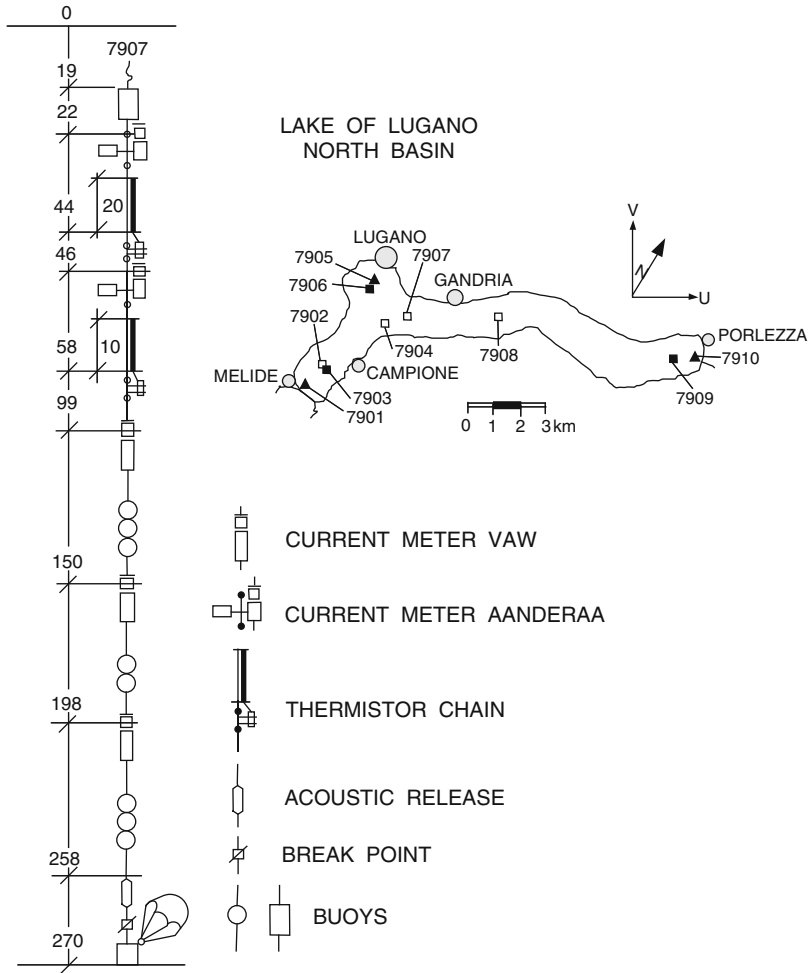 0
7907
19
22
44
20
46
58
10
99
150
198
258
270
LAKE OF LUGANO
NORTH BASIN
LUGANO
7905
7907
7906
GANDRIA
7902
7904
7908
MELIDE
CAMPIONE
7903
7901
PORLEZZA
7910
7909
V
N
U
0 1 2 3km
CURRENT METER VAW
CURRENT METER AANDERAA
THERMISTOR CHAIN
ACOUSTIC RELEASE
BREAK POINT
BUOYS